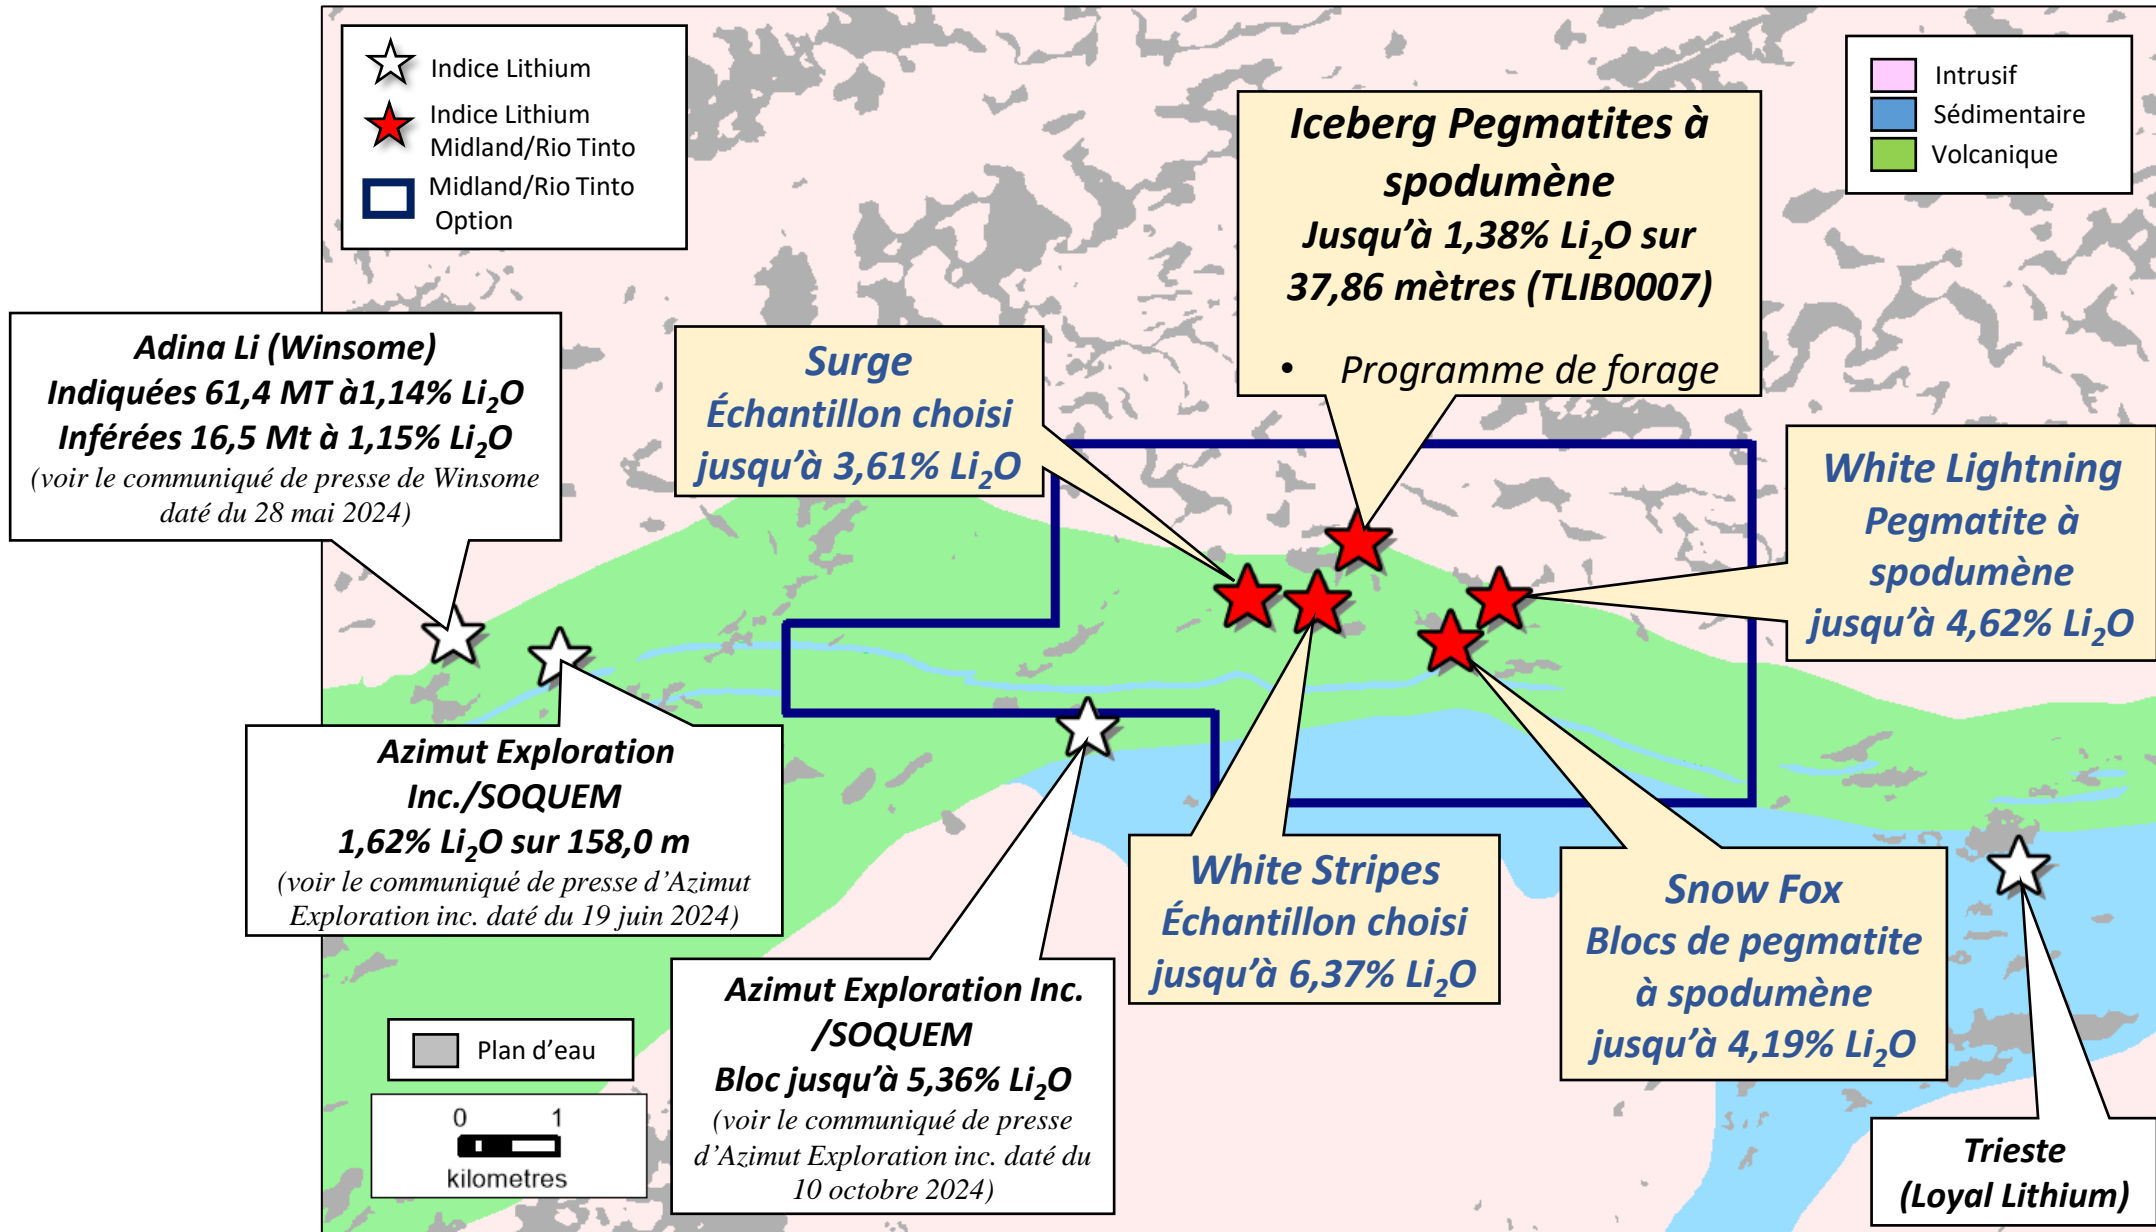 Indice Lithium
Indice Lithium
Midland/Rio Tinto
Midland/Rio Tinto
Option
Intrusif
Sédimentaire
Volcanique
Iceberg Pegmatites à
spodumène
Jusqu’à 1,38% Li₂O sur
37,86 mètres (TLIB0007)
• Programme de forage
Adina Li (Winsome)
Indiquées 61,4 MT à1,14% Li₂O
Inférées 16,5 Mt à 1,15% Li₂O
(voir le communiqué de presse de Winsome
daté du 28 mai 2024)
Surge
Échantillon choisi
jusqu’à 3,61% Li₂O
White Lightning
Pegmatite à
spodumène
jusqu’à 4,62% Li₂O
Azimut Exploration
Inc./SOQUEM
1,62% Li₂O sur 158,0 m
(voir le communiqué de presse d’Azimut
Exploration inc. daté du 19 juin 2024)
White Stripes
Échantillon choisi
jusqu’à 6,37% Li₂O
Snow Fox
Blocs de pegmatite
à spodumène
jusqu’à 4,19% Li₂O
Azimut Exploration Inc.
/SOQUEM
Bloc jusqu’à 5,36% Li₂O
(voir le communiqué de presse
d’Azimut Exploration inc. daté du
10 octobre 2024)
Plan d’eau
0 1
kilometres
Trieste
(Loyal Lithium)